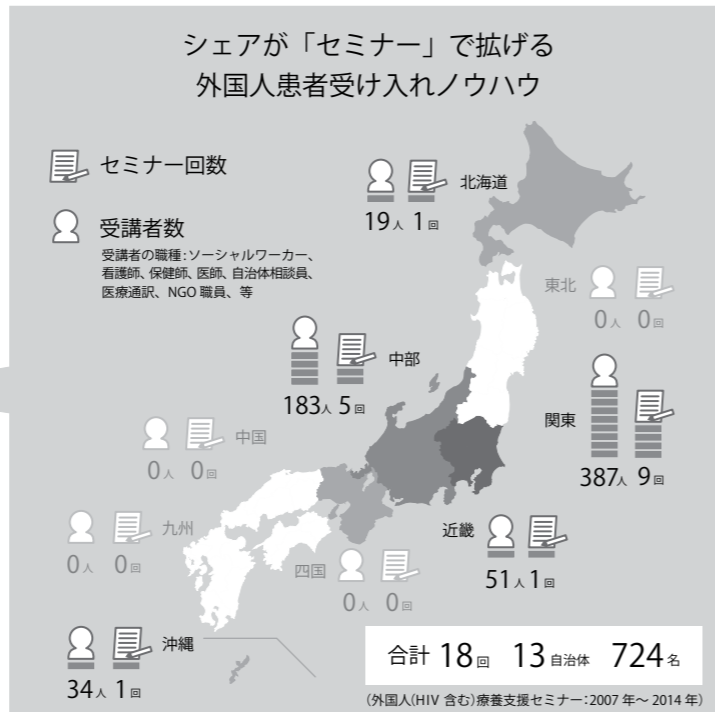 シェアが「セミナー」で拡げる
外国人患者受け入れノウハウ
セミナー回数
受講者数
受講者の職種:ソーシャルワーカー、
看護師、保健師、医師、自治体相談員、
医療通訳、NGO 職員、等
北海道
19人 1回
東北
0人 0回
中部
183人 5回
関東
387人 9回
中国
0人 0回
九州
0人 0回
四国
0人 0回
近畿
51人 1回
沖縄
34人 1回
合計 18回 13自治体 724名
(外国人(HIV 含む)療養支援セミナー:2007 年〜 2014 年)